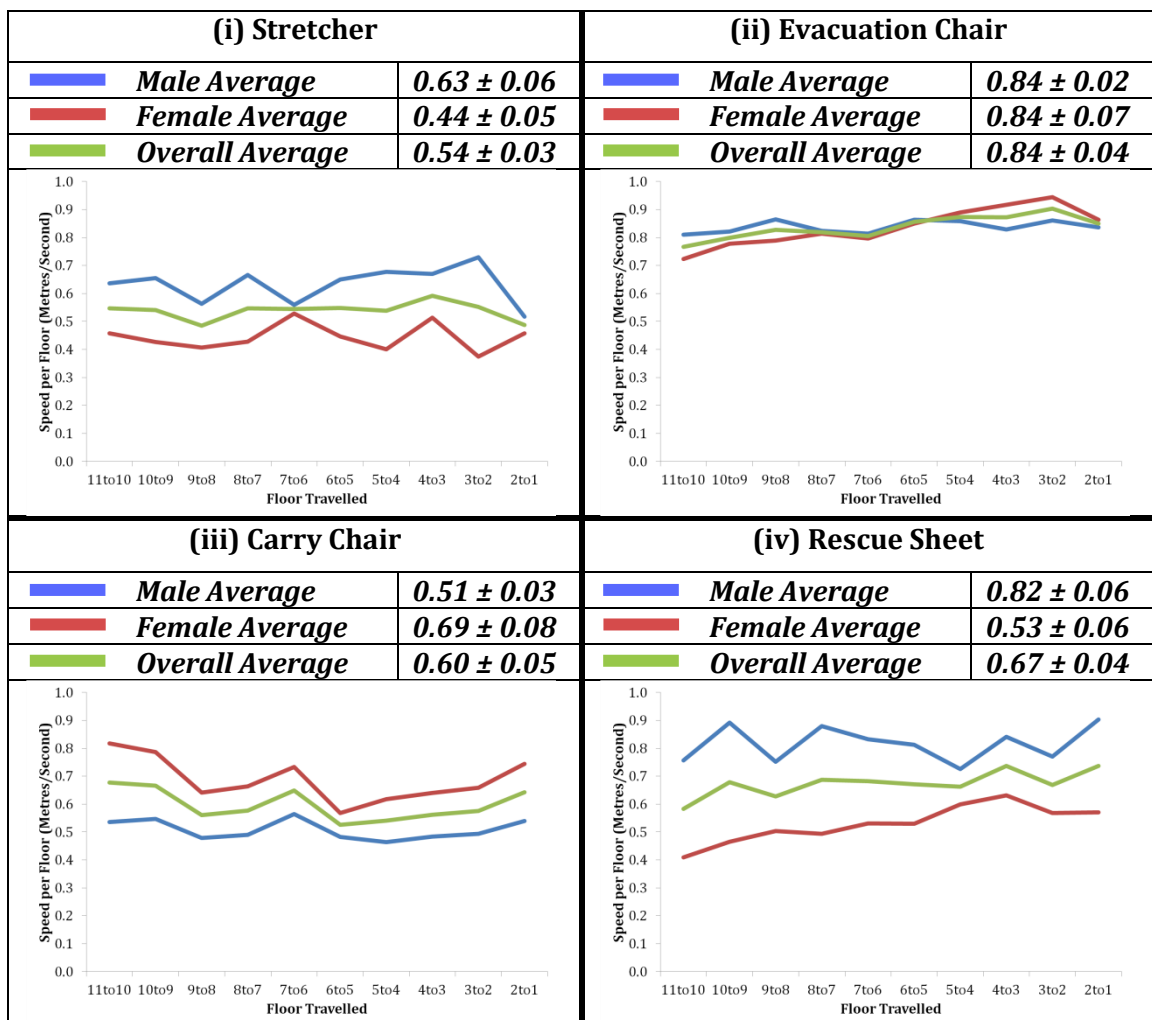 (i) Stretcher
Male Average 0.63 ± 0.06
Female Average 0.44 ± 0.05
Overall Average 0.54 ± 0.03
Speed per Floor (Metres/Second)
1.0
0.9
0.8
0.7
0.6
0.5
0.4
0.3
0.2
0.1
0.0
11to10 10to9 9to8 8to7 7to6 6to5 5to4 4to3 3to2 2to1
Floor Travelled
(ii) Evacuation Chair
Male Average 0.84 ± 0.02
Female Average 0.84 ± 0.07
Overall Average 0.84 ± 0.04
Speed per Floor (Metres/Second)
1.0
0.9
0.8
0.7
0.6
0.5
0.4
0.3
0.2
0.1
0.0
11to10 10to9 9to8 8to7 7to6 6to5 5to4 4to3 3to2 2to1
Floor Travelled
(iii) Carry Chair
Male Average 0.51 ± 0.03
Female Average 0.69 ± 0.08
Overall Average 0.60 ± 0.05
Speed per Floor (Metres/Second)
1.0
0.9
0.8
0.7
0.6
0.5
0.4
0.3
0.2
0.1
0.0
11to10 10to9 9to8 8to7 7to6 6to5 5to4 4to3 3to2 2to1
Floor Travelled
(iv) Rescue Sheet
Male Average 0.82 ± 0.06
Female Average 0.53 ± 0.06
Overall Average 0.67 ± 0.04
Speed per Floor (Metres/Second)
1.0
0.9
0.8
0.7
0.6
0.5
0.4
0.3
0.2
0.1
0.0
11to10 10to9 9to8 8to7 7to6 6to5 5to4 4to3 3to2 2to1
Floor Travelled